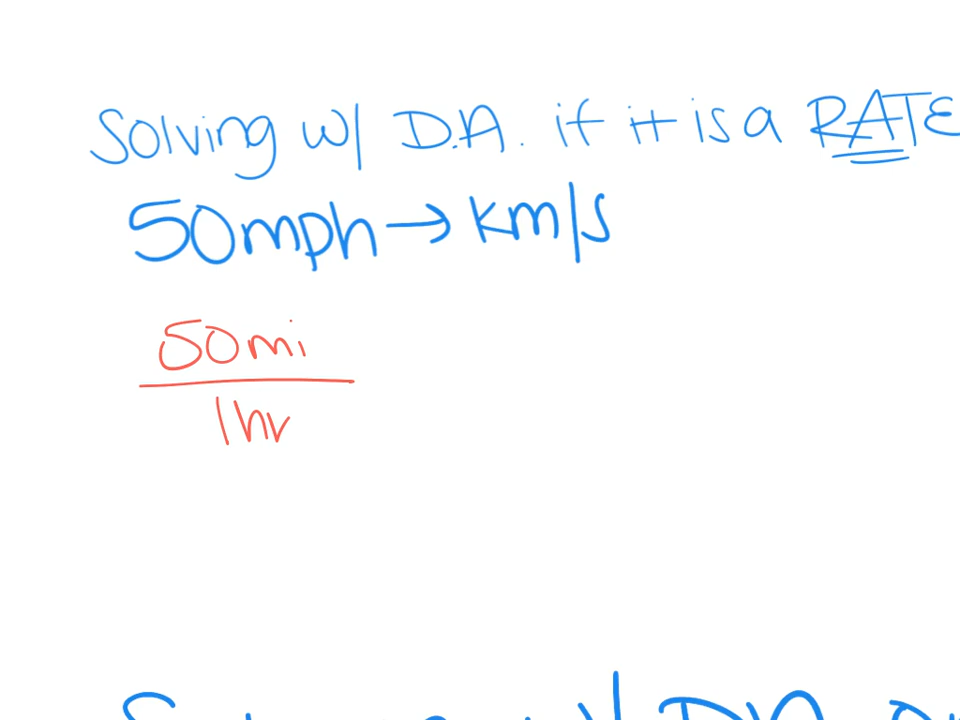 Solving w/ D.A. if it is a RATE
50mph → km/s
50mi
1hr